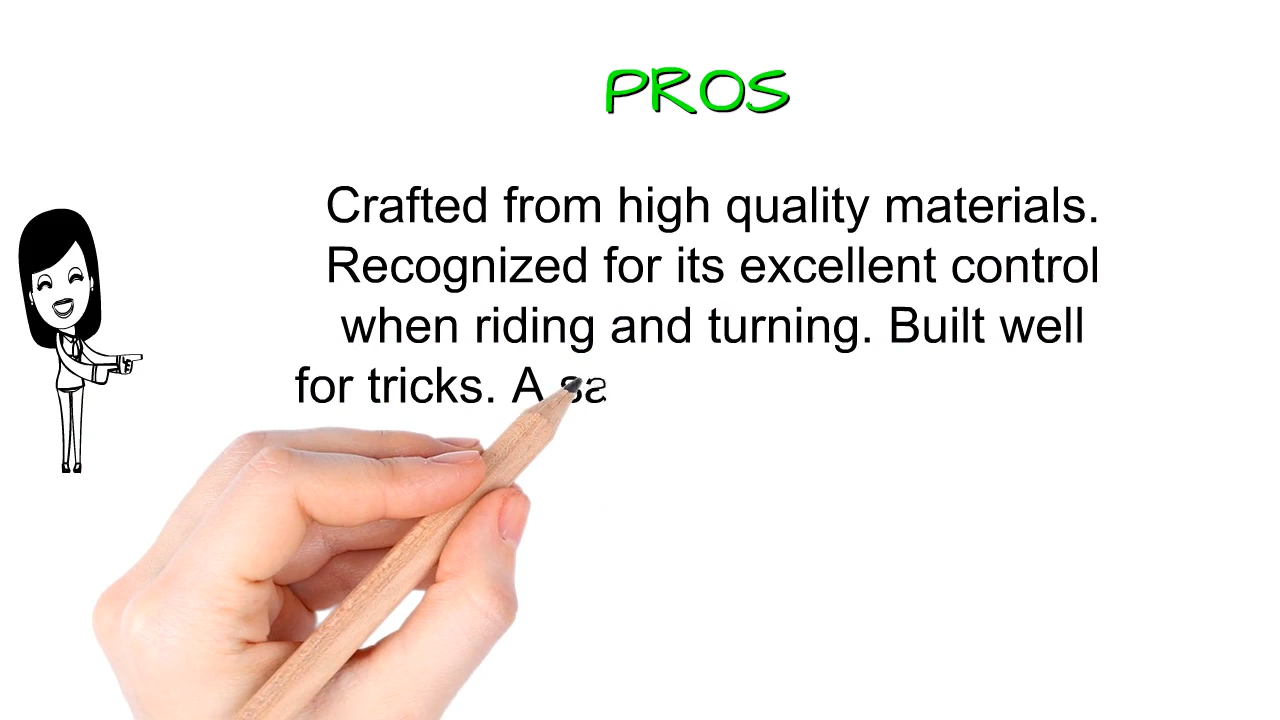 PROS
Crafted from high quality materials.
Recognized for its excellent control
when riding and turning. Built well
for tricks. A sa